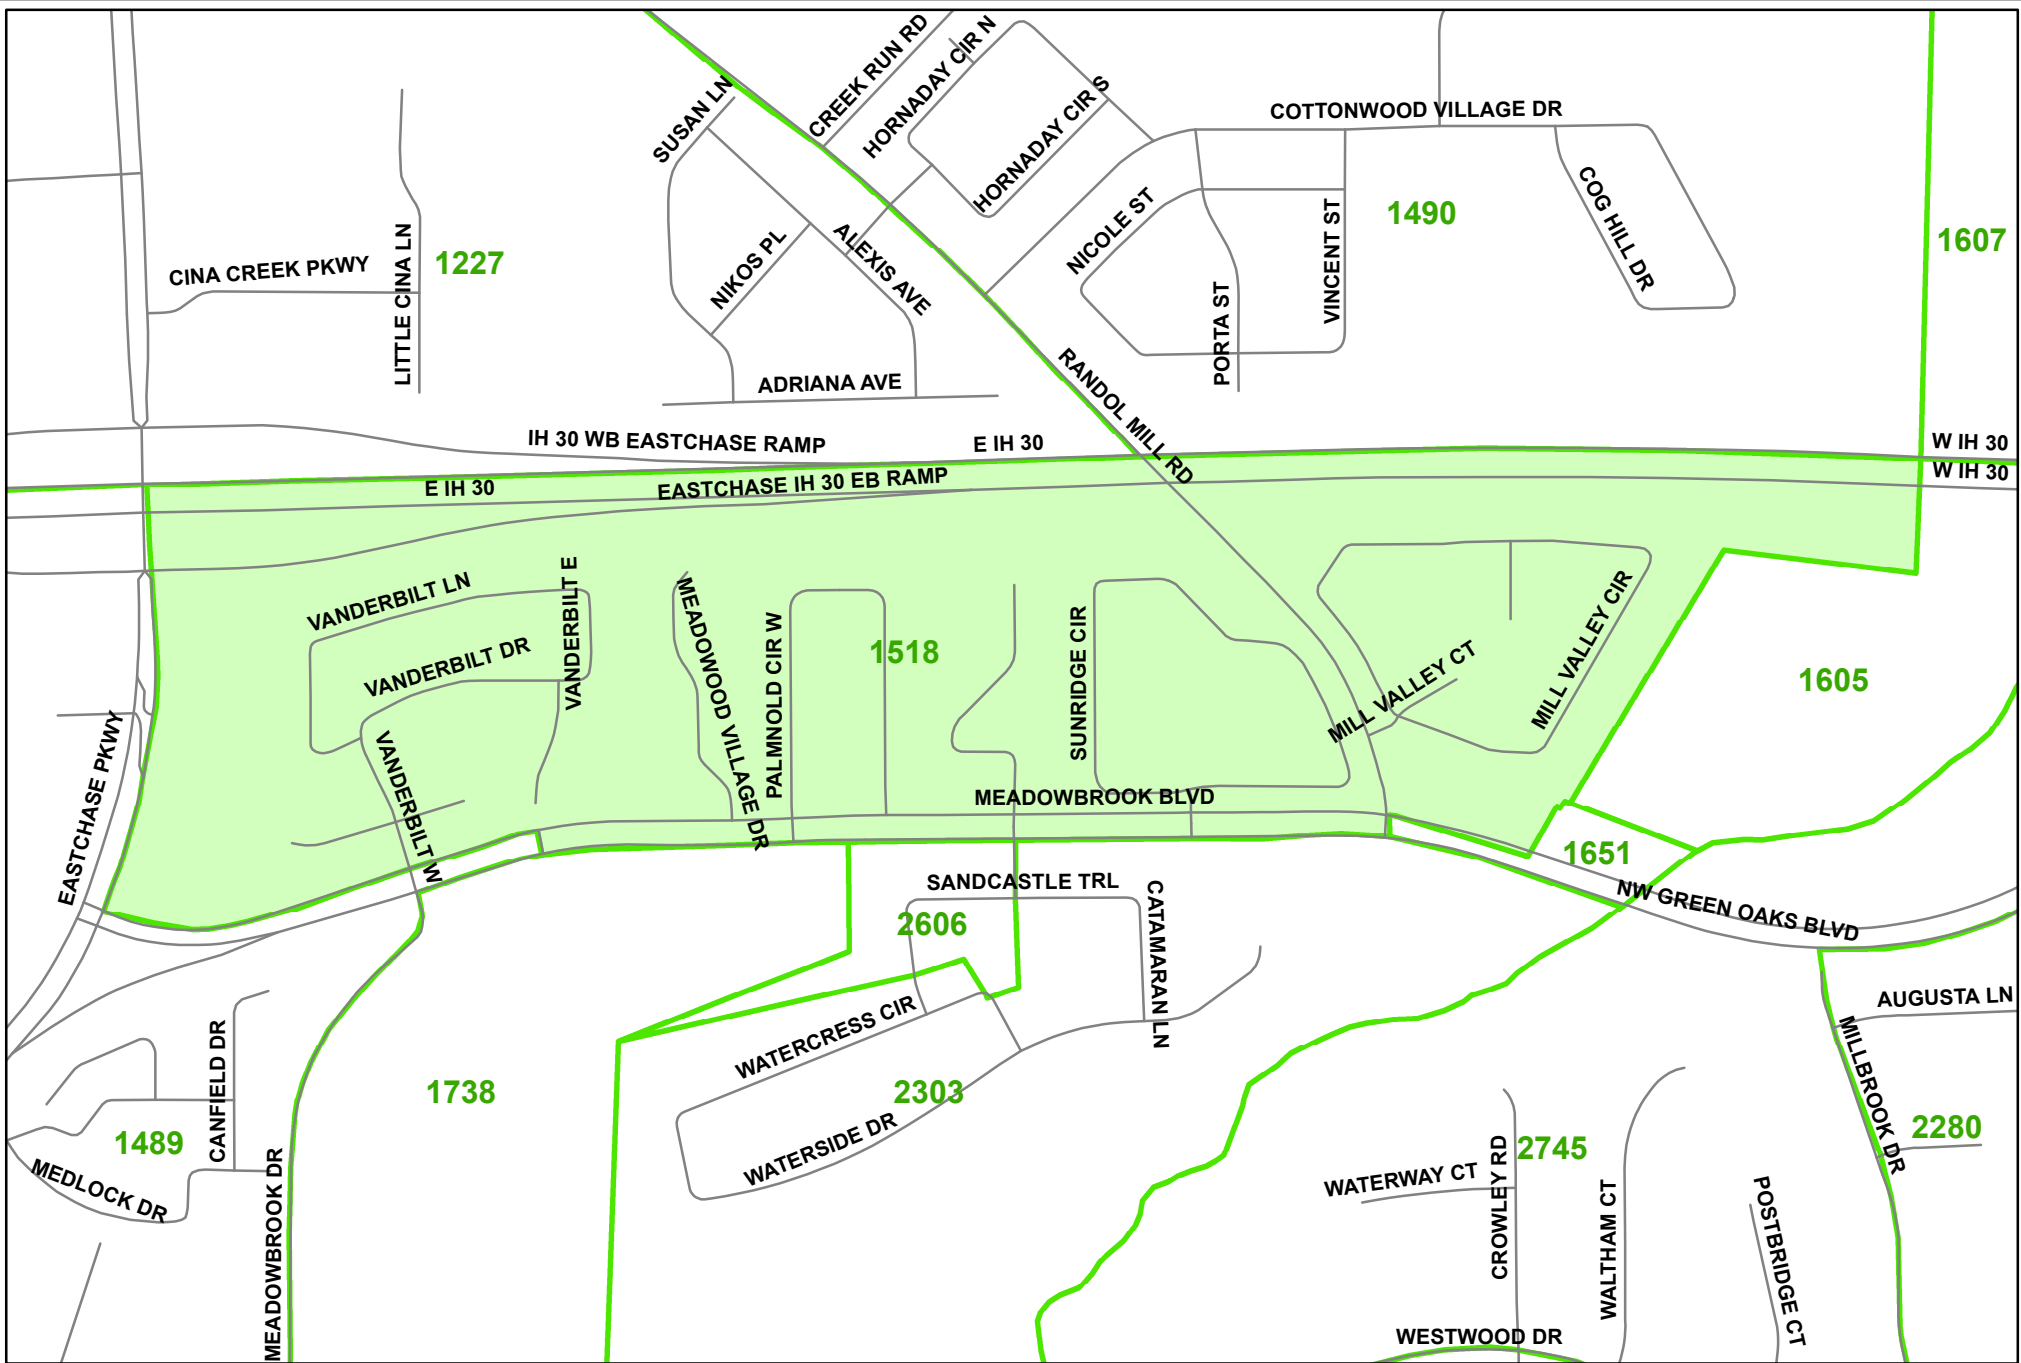 CREEK RUN RD
HORNADAY CIR N
SUSAN LN
HORNADAY CIR S
COTTONWOOD VILLAGE DR
COG HILL DR
NICOLE ST
VINCENT ST
1490
1607
CINA CREEK PKWY
LITTLE CINA LN
1227
NIKOS PL
ALEXIS AVE
PORTA ST
ADRIANA AVE
RANDOL MILL RD
IH 30 WB EASTCHASE RAMP
E IH 30
W IH 30
W IH 30
E IH 30
EASTCHASE IH 30 EB RAMP
VANDERBILT LN
VANDERBILT E
VANDERBILT DR
MEADOWOOD VILLAGE DR
PALMNOLD CIR W
1518
SUNRIDGE CIR
MILL VALLEY CT
MILL VALLEY CIR
1605
EASTCHASE PKWY
VANDERBILT W
MEADOWBROOK BLVD
1651
NW GREEN OAKS BLVD
SANDCASTLE TRL
2606
CATAMARAN LN
AUGUSTA LN
WATERCRESS CIR
CANFIELD DR
1738
2303
MILLBROOK DR
1489
WATERSIDE DR
2745
2280
MEDLOCK DR
MEADOWBROOK DR
WATERWAY CT
CROWLEY RD
WALTHAM CT
POSTBRIDGE CT
WESTWOOD DR